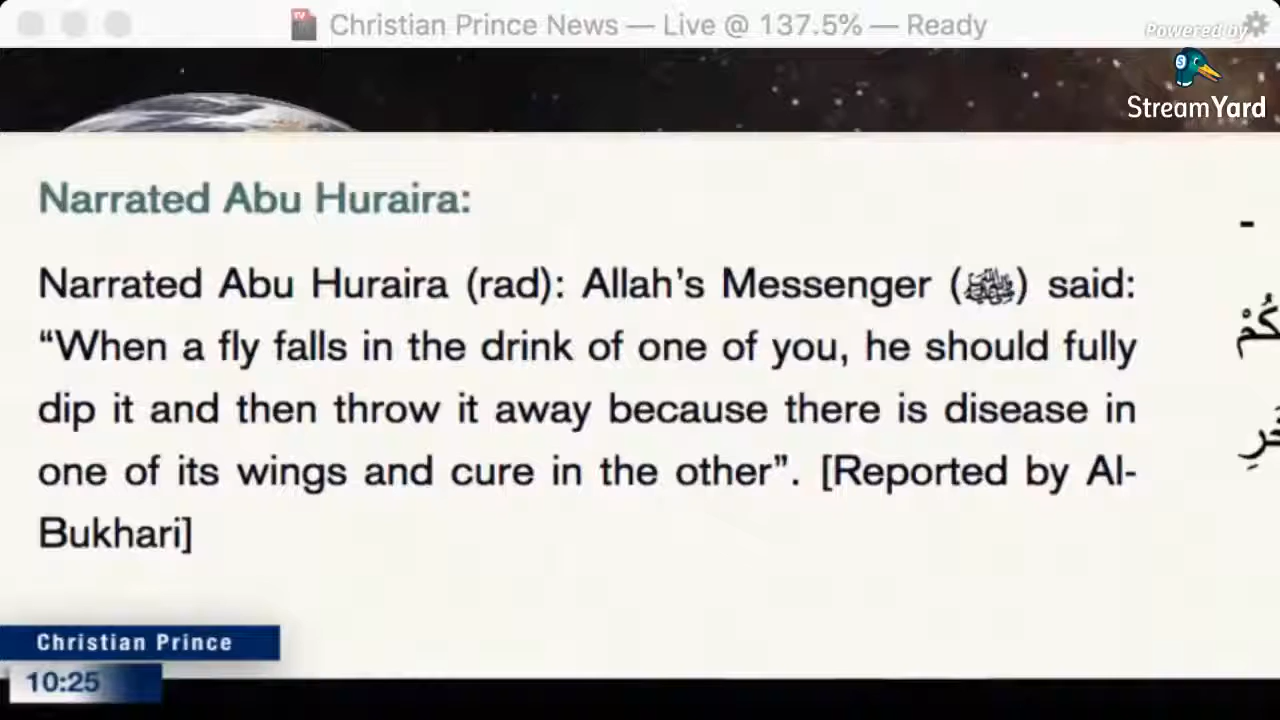 Christian Prince News — Live @ 137.5% — Ready
Powered by
StreamYard
Narrated Abu Huraira:
Narrated Abu Huraira (rad): Allah's Messenger (ﷺ) said:
“When a fly falls in the drink of one of you, he should fully
dip it and then throw it away because there is disease in
one of its wings and cure in the other”. [Reported by Al-
Bukhari]
-
كُمْ
Christian Prince
10:25